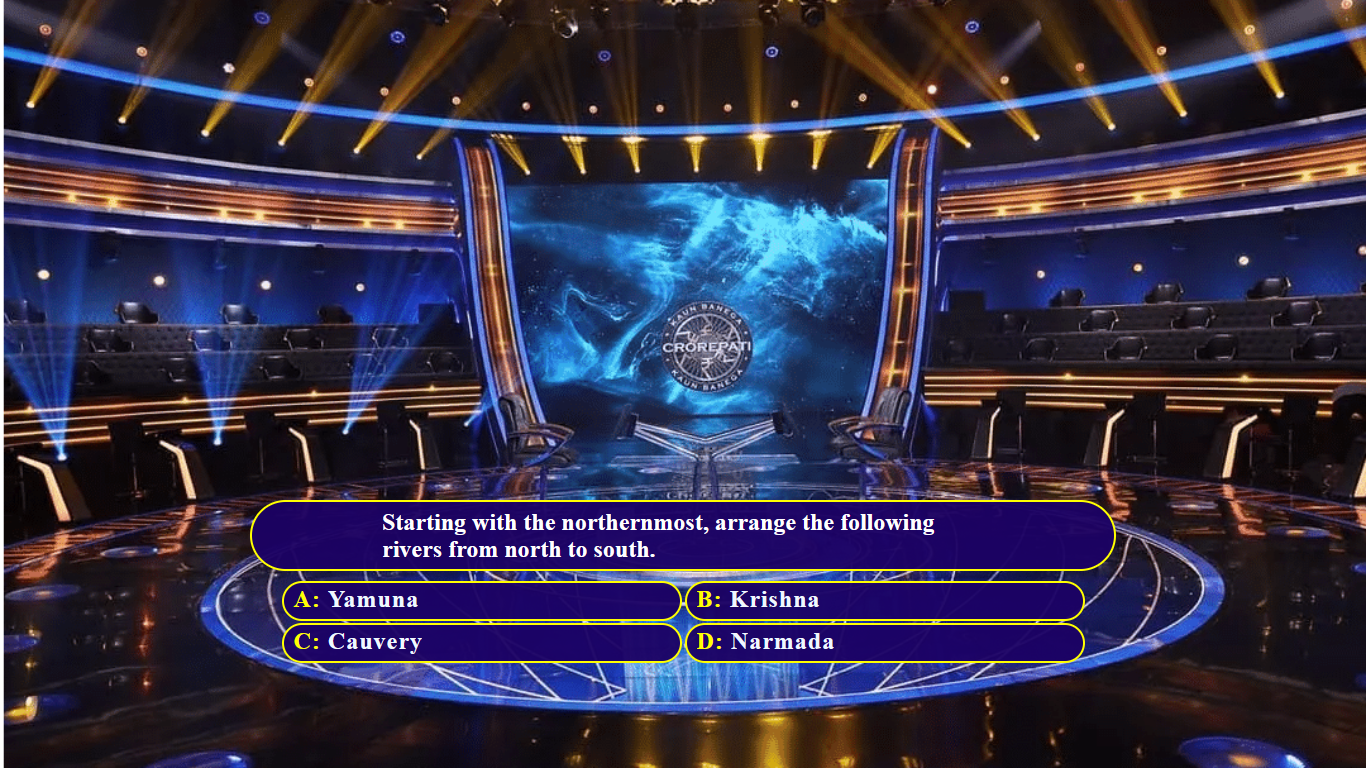 KAUN BANEGA
CROREPATI
KAUN BANEGA
Starting with the northernmost, arrange the following
rivers from north to south.
A: Yamuna
B: Krishna
C: Cauvery
D: Narmada